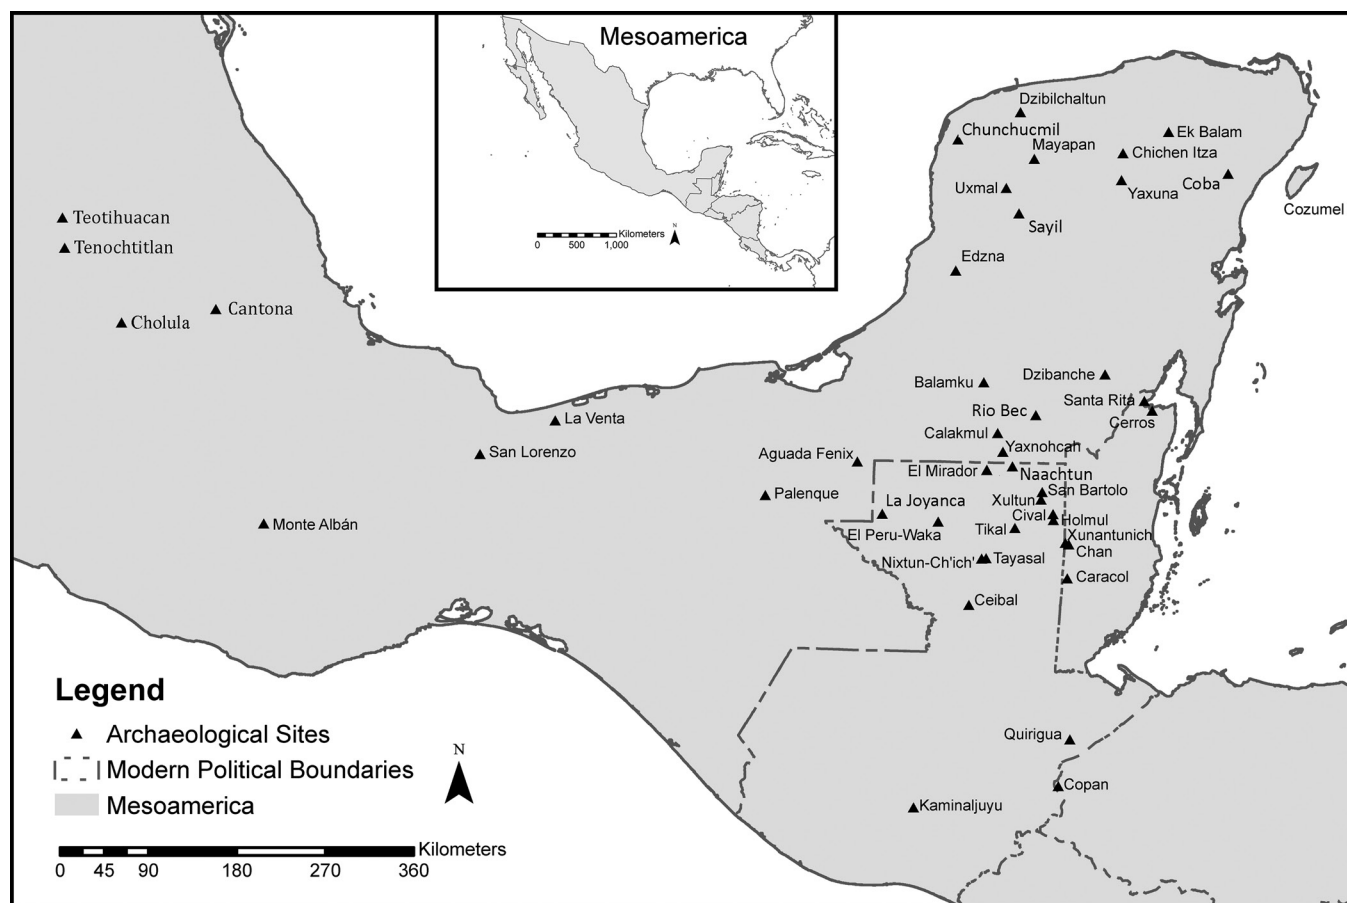 Mesoamerica
N
Kilometers
0 500 1,000
Dzibilchaltun
Chunchucmil
Mayapan
Ek Balam
Chichen Itza
Uxmal
Yaxuna
Coba
Cozumel
Sayil
Edzna
Teotihuacan
Tenochtitlan
Cantona
Cholula
Balamku
Dzibanche
Santa Rita
Rio Bec
Cerros
La Venta
Calakmul
Yaxnohcah
San Lorenzo
Aguada Fenix
El Mirador
Naachtun
Palenque
San Bartolo
La Joyanca
Xultun
Cival
Holmul
Monte Albán
El Peru-Waka
Tikal
Xunantunich
Chan
Nixtun-Ch'ich'
Tayasal
Caracol
Ceibal
Quirigua
Copan
Kaminaljuyu
Legend
Archaeological Sites
Modern Political Boundaries
Mesoamerica
N
Kilometers
0 45 90 180 270 360